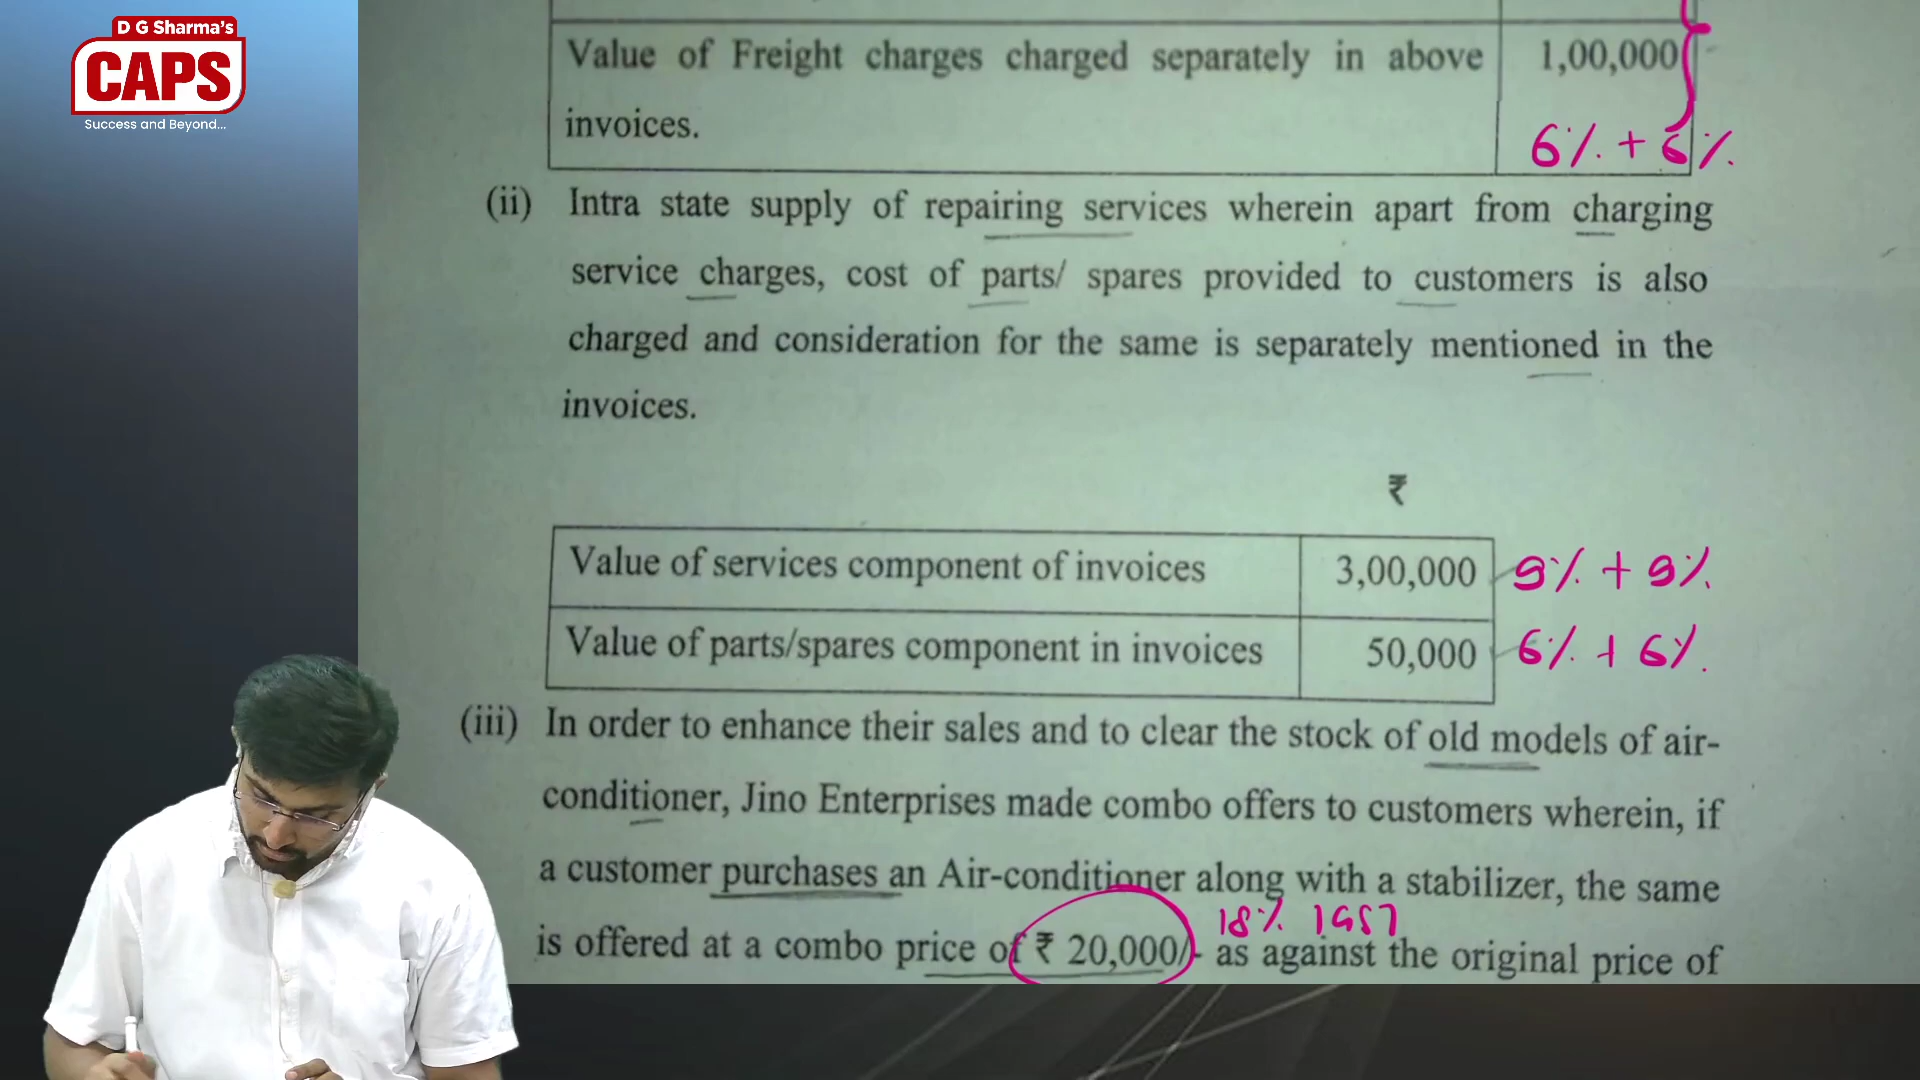 D G Sharma's
CAPS
Success and Beyond...
Value of Freight charges charged separately in above 1,00,000
invoices.
6% + 6%
(ii) Intra state supply of repairing services wherein apart from charging
service charges, cost of parts/ spares provided to customers is also
charged and consideration for the same is separately mentioned in the
invoices.
₹
Value of services component of invoices 3,00,000 9% + 9%
Value of parts/spares component in invoices 50,000 6% + 6%.
(iii) In order to enhance their sales and to clear the stock of old models of air-
conditioner, Jino Enterprises made combo offers to customers wherein, if
a customer purchases an Air-conditioner along with a stabilizer, the same
18% IGST
is offered at a combo price of ₹ 20,000/- as against the original price of